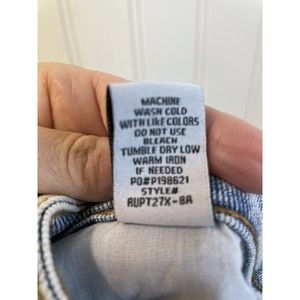 MACHINE
WASH COLD
WITH LIKE COLORS
DO NOT USE
BLEACH
TUMBLE DRY LOW
WARM IRON
IF NEEDED
PO#P198621
STYLE#
RUPT27X-8A